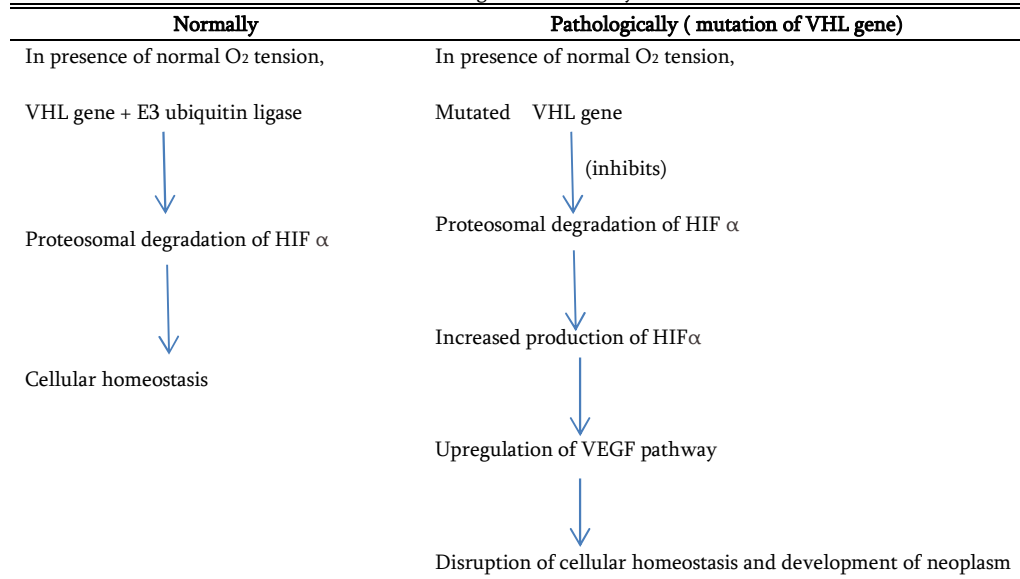 Normally
In presence of normal O2 tension,
VHL gene + E3 ubiquitin ligase
Proteosomal degradation of HIF α
Cellular homeostasis
Pathologically ( mutation of VHL gene)
In presence of normal O2 tension,
Mutated VHL gene
(inhibits)
Proteosomal degradation of HIF α
Increased production of HIFα
Upregulation of VEGF pathway
Disruption of cellular homeostasis and development of neoplasm